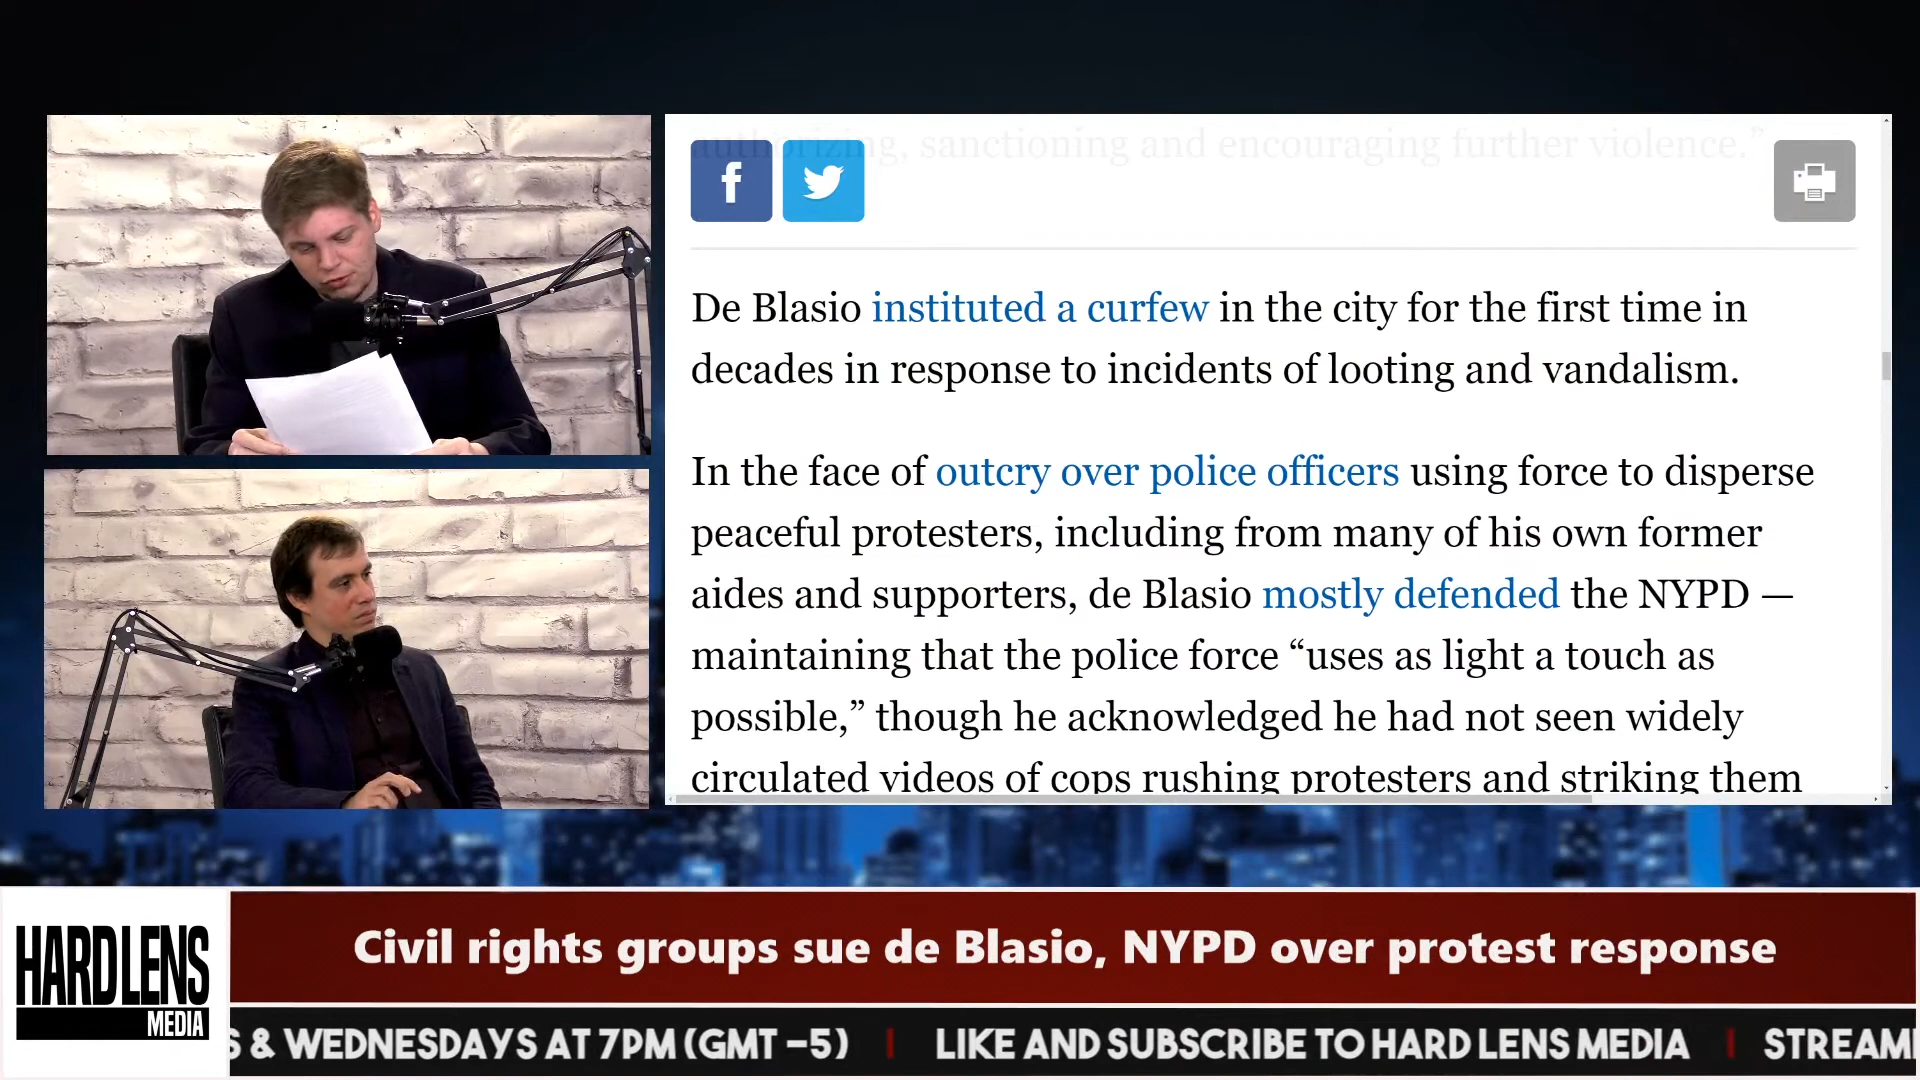 authorizing, sanctioning and encouraging further violence.”
De Blasio instituted a curfew in the city for the first time in
decades in response to incidents of looting and vandalism.
In the face of outcry over police officers using force to disperse
peaceful protesters, including from many of his own former
aides and supporters, de Blasio mostly defended the NYPD —
maintaining that the police force “uses as light a touch as
possible,” though he acknowledged he had not seen widely
circulated videos of cops rushing protesters and striking them
Civil rights groups sue de Blasio, NYPD over protest response
HARD LENS
MEDIA
S & WEDNESDAYS AT 7PM (GMT -5) | LIKE AND SUBSCRIBE TO HARD LENS MEDIA | STREAMI